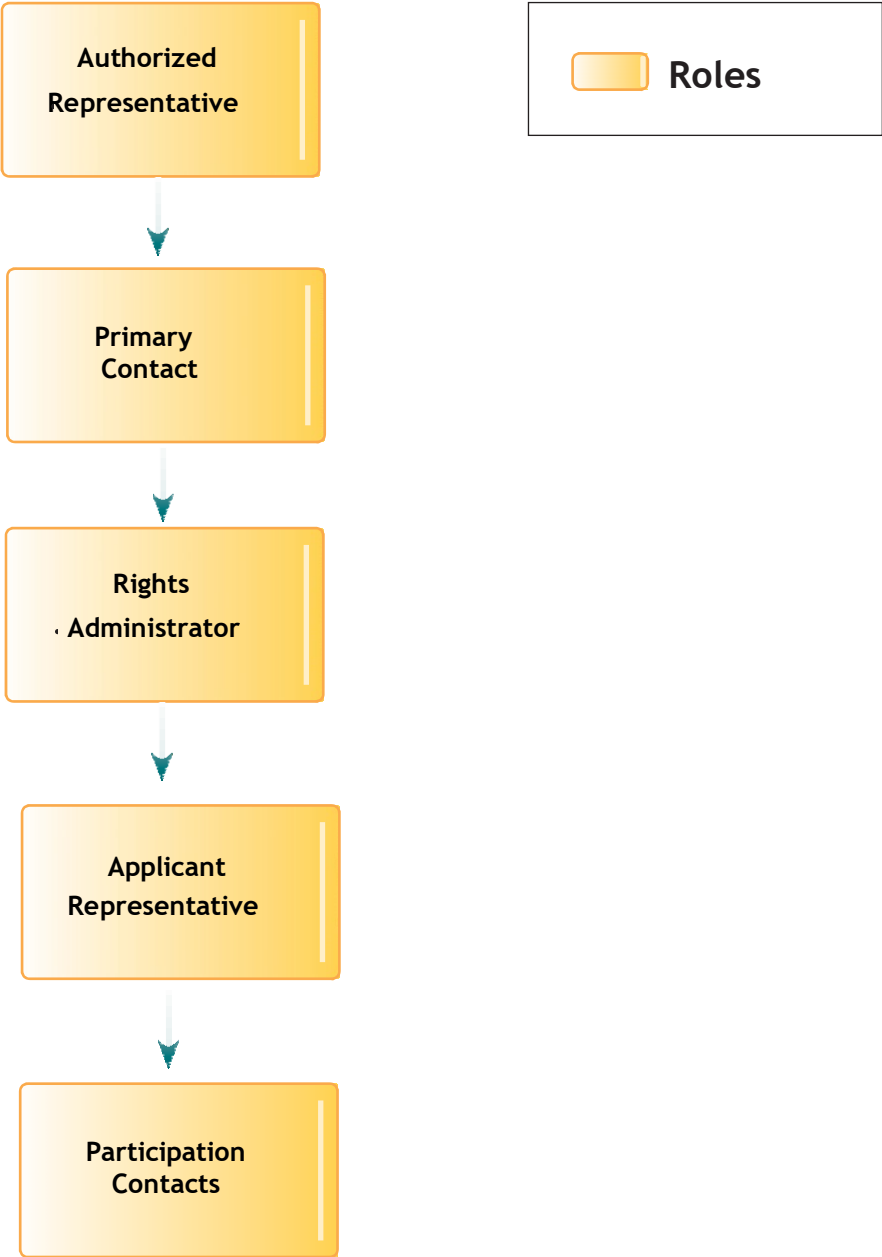 Authorized
Representative
Roles
Primary
Contact
Rights
Administrator
Applicant
Representative
Participation
Contacts